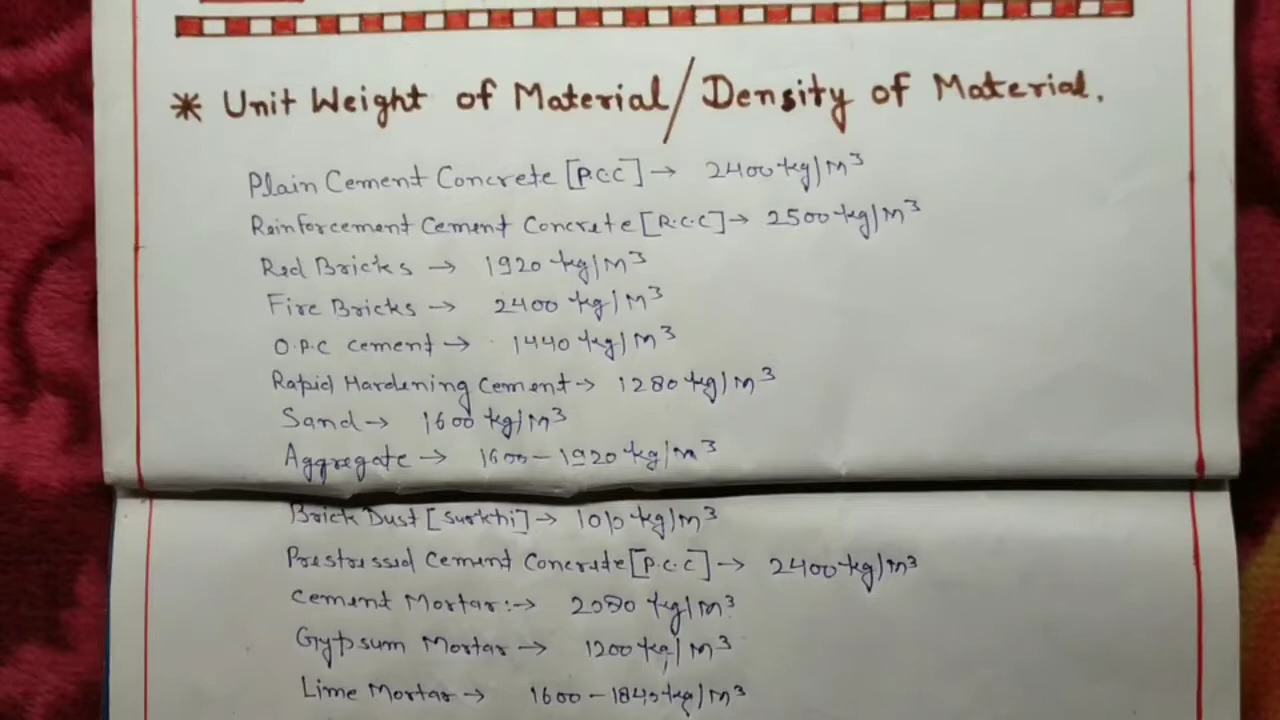 * Unit Weight of Material/Density of Material.
Plain Cement Concrete [P.C.C] → 2400 kg/M³
Reinforcement Cement Concrete [R.C.C] → 2500 kg/M³
Red Bricks → 1920 kg/M³
Fire Bricks → 2400 kg/M³
O.P.C cement → 1440 kg/M³
Rapid Hardening Cement → 1280 kg/M³
Sand → 1600 kg/M³
Aggregate → 1600-1920 kg/M³
Brick Dust [Surkhi] → 1010 kg/M³
Prestressed Cement Concrete [P.C.C] → 2400 kg/M³
Cement Mortar:→ 2080 kg/M³
Gypsum Mortar → 1200 kg/M³
Lime Mortar → 1600-1840 kg/M³